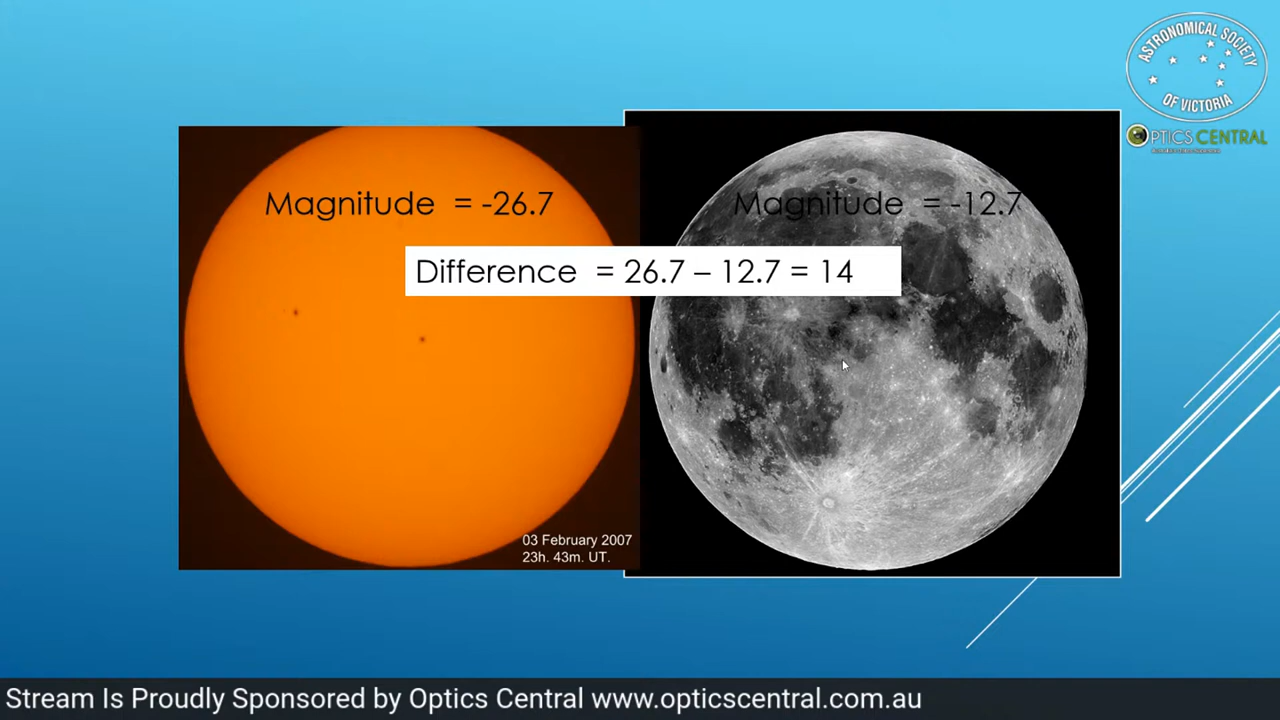 ASTRONOMICAL SOCIETY
OF VICTORIA
OPTICS CENTRAL
Magnitude = -26.7
Magnitude = -12.7
Difference = 26.7 – 12.7 = 14
03 February 2007
23h. 43m. UT.
Stream Is Proudly Sponsored by Optics Central www.opticscentral.com.au